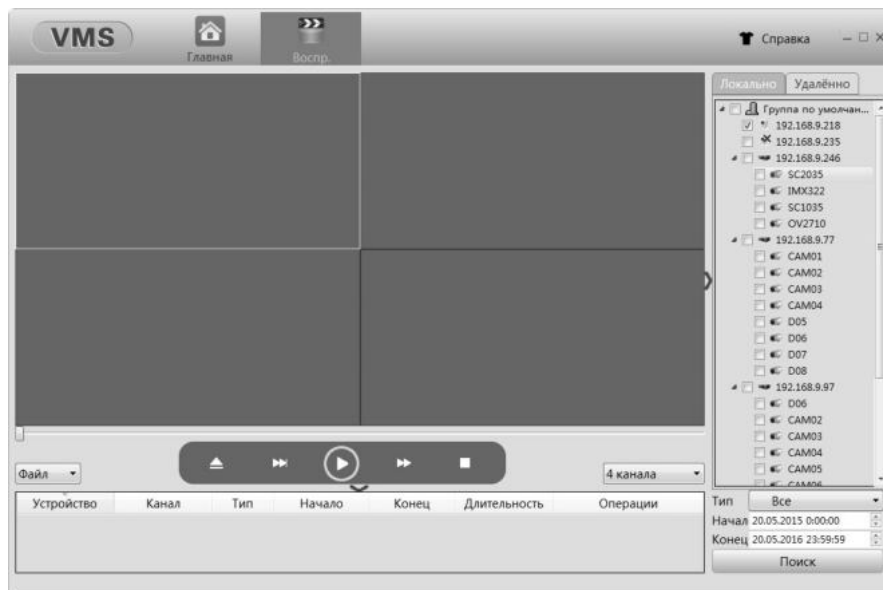 VMS
Главная
Воспр.
Справка
Локально Удалённо
Группа по умолчан...
192.168.9.218
192.168.9.235
192.168.9.246
SC2035
IMX322
SC1035
OV2710
192.168.9.77
CAM01
CAM02
CAM03
CAM04
D05
D06
D07
D08
192.168.9.97
D06
CAM02
CAM03
CAM04
CAM05
CAM06
Файл
4 канала
Устройство Канал Тип Начало Конец Длительность Операции
Тип Все
Начал 20.05.2015 0:00:00
Конец 20.05.2016 23:59:59
Поиск